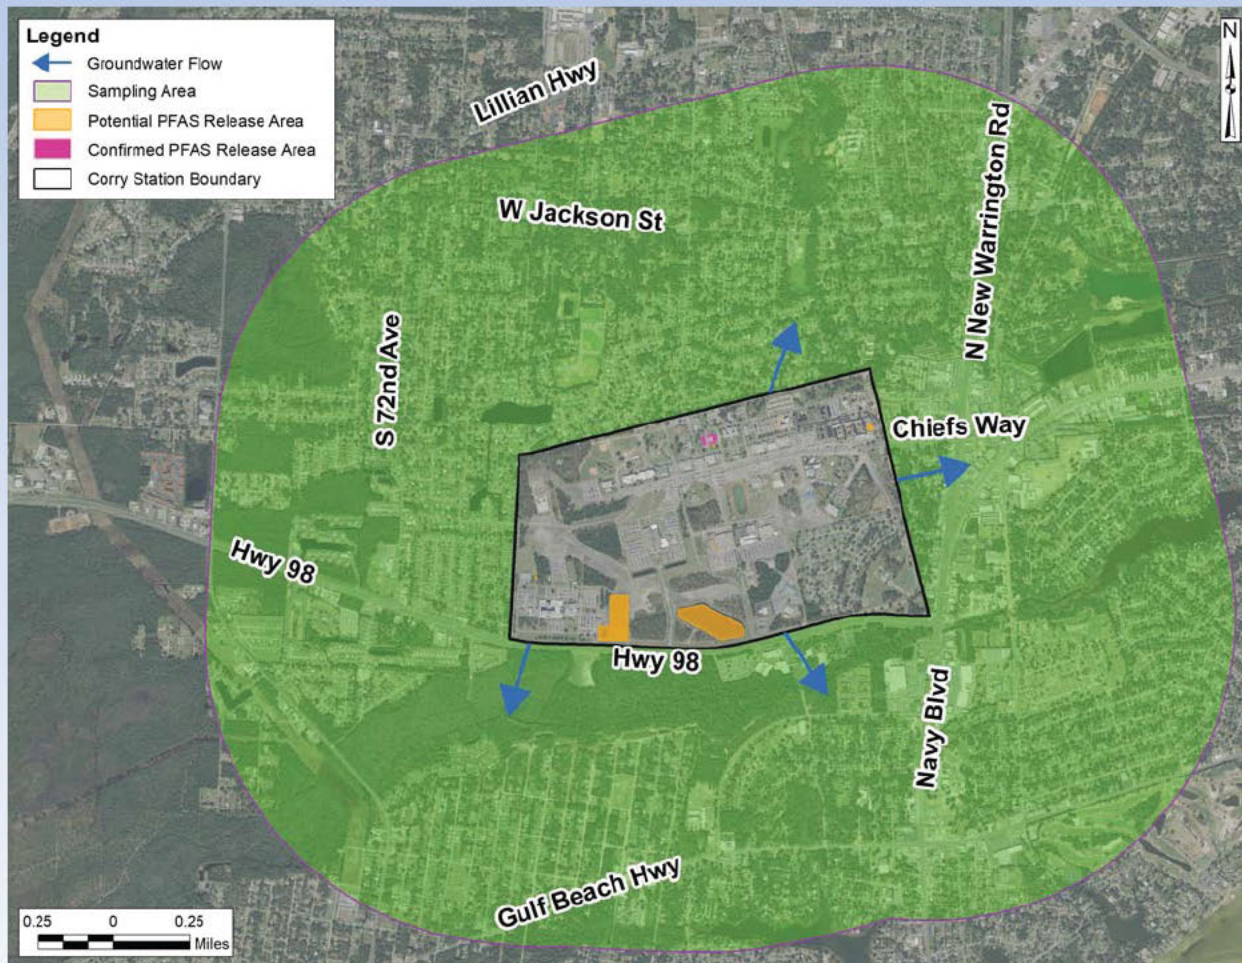 Legend
Groundwater Flow
Sampling Area
Potential PFAS Release Area
Confirmed PFAS Release Area
Corry Station Boundary
N
Lillian Hwy
N New Warrington Rd
W Jackson St
S 72nd Ave
Chiefs Way
Hwy 98
Hwy 98
Navy Blvd
Gulf Beach Hwy
0.25 0 0.25
Miles